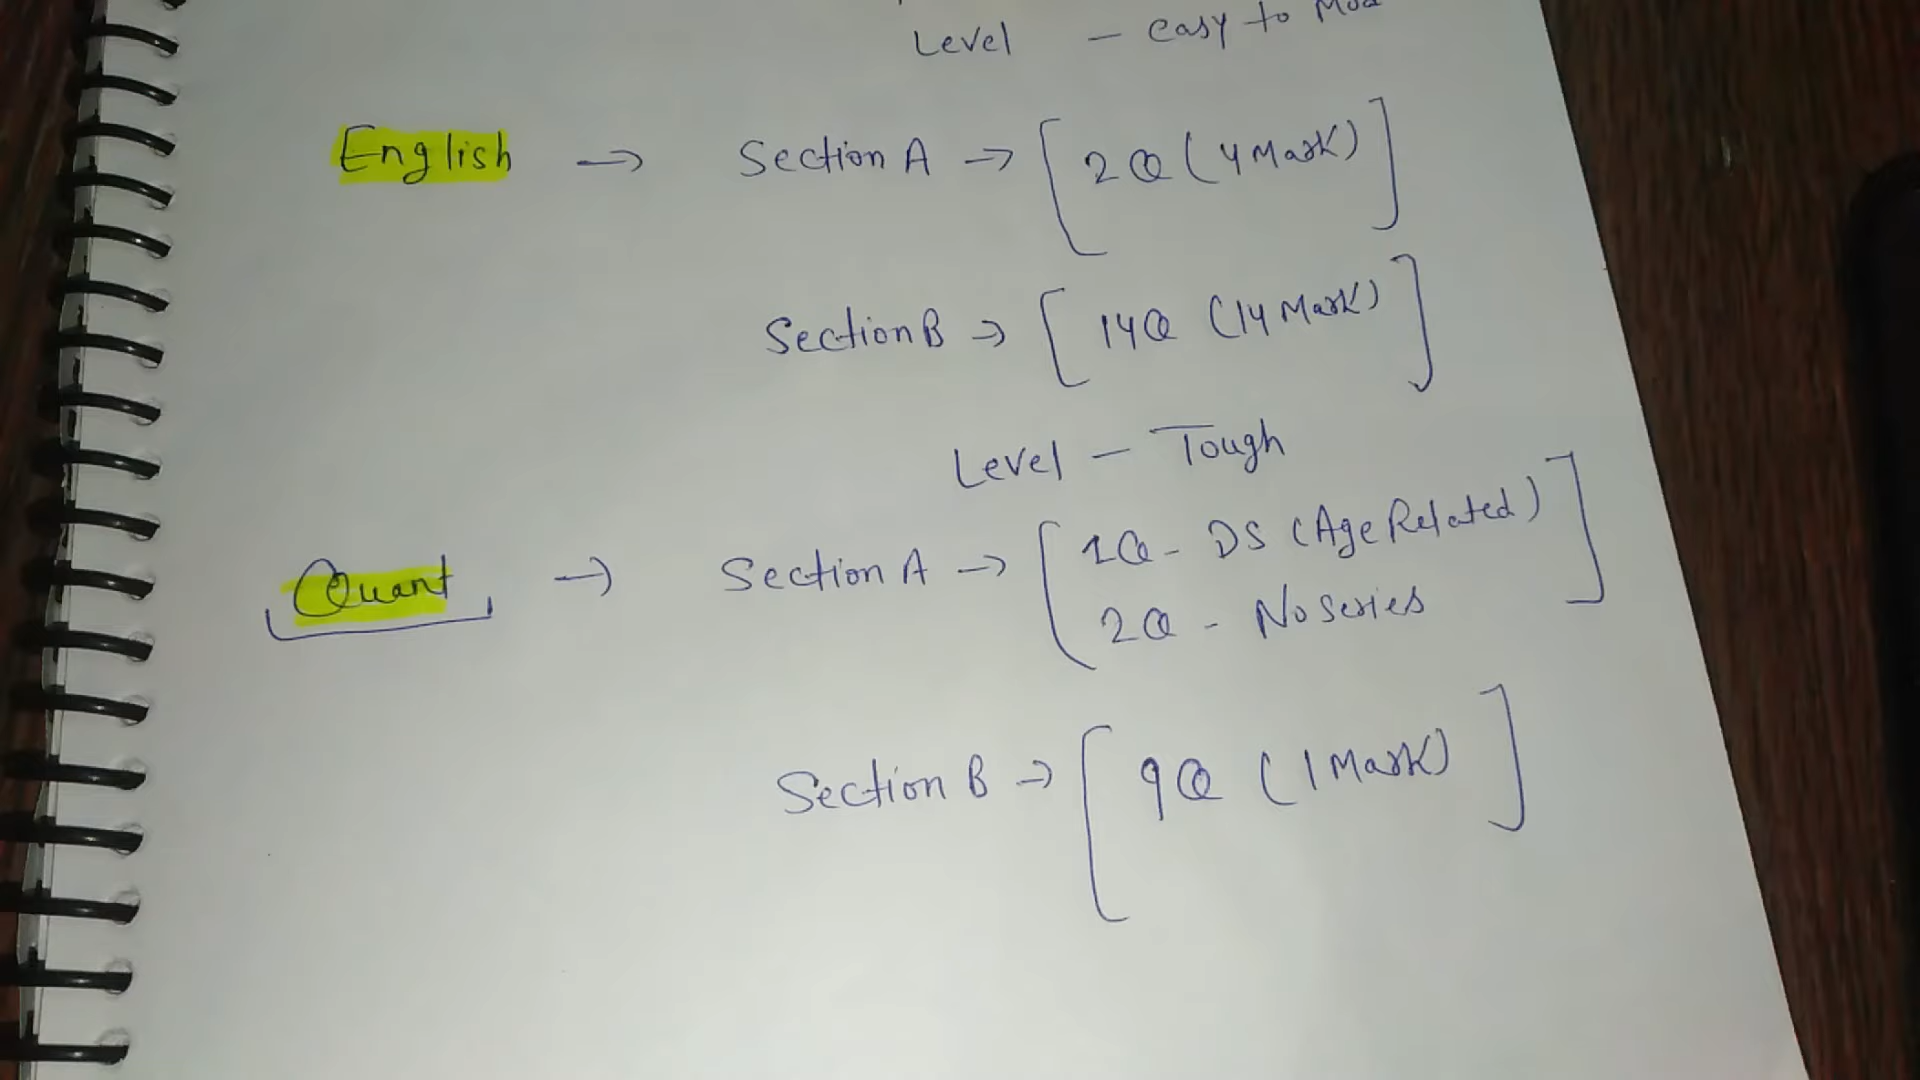 Level - easy to Mod
English → Section A → [2Q (4 Mark)]
Section B → [14Q (14 Mark)]
Level - Tough
Quant → Section A → [1Q - DS (Age Related)
2Q - No series]
Section B → [9Q (1 Mark)]